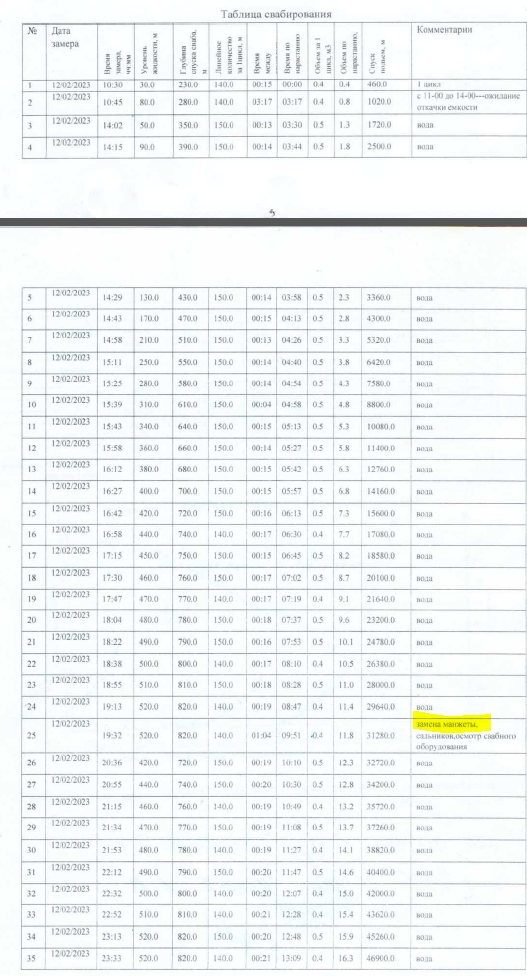 Таблица свабирования
№ Дата замера Время замера, чч:мм Уровень жидкости, м Глубина спуска сваба, м Линейное количество за 1цикл, м Время между Время по нарастанию Объем за 1 цикл, м3 Объем по нарастанию, Спуск подъем, м Комментарии
1 12/02/2023 10:30 30.0 230.0 140.0 00:15 00:00 0.4 0.4 460.0 1 цикл
2 12/02/2023 10:45 80.0 280.0 140.0 03:17 03:17 0.4 0.8 1020.0 с 11-00 до 14-00---ожидание
откачки емкости
3 12/02/2023 14:02 50.0 350.0 150.0 00:13 03:30 0.5 1.3 1720.0 вода
4 12/02/2023 14:15 90.0 390.0 150.0 00:14 03:44 0.5 1.8 2500.0 вода
5 12/02/2023 14:29 130.0 430.0 150.0 00:14 03:58 0.5 2.3 3360.0 вода
6 12/02/2023 14:43 170.0 470.0 150.0 00:15 04:13 0.5 2.8 4300.0 вода
7 12/02/2023 14:58 210.0 510.0 150.0 00:13 04:26 0.5 3.3 5320.0 вода
8 12/02/2023 15:11 250.0 550.0 150.0 00:14 04:40 0.5 3.8 6420.0 вода
9 12/02/2023 15:25 280.0 580.0 150.0 00:14 04:54 0.5 4.3 7580.0 вода
10 12/02/2023 15:39 310.0 610.0 150.0 00:04 04:58 0.5 4.8 8800.0 вода
11 12/02/2023 15:43 340.0 640.0 150.0 00:15 05:13 0.5 5.3 10080.0 вода
12 12/02/2023 15:58 360.0 660.0 150.0 00:14 05:27 0.5 5.8 11400.0 вода
13 12/02/2023 16:12 380.0 680.0 150.0 00:15 05:42 0.5 6.3 12760.0 вода
14 12/02/2023 16:27 400.0 700.0 150.0 00:15 05:57 0.5 6.8 14160.0 вода
15 12/02/2023 16:42 420.0 720.0 150.0 00:16 06:13 0.5 7.3 15600.0 вода
16 12/02/2023 16:58 440.0 740.0 140.0 00:17 06:30 0.4 7.7 17080.0 вода
17 12/02/2023 17:15 450.0 750.0 150.0 00:15 06:45 0.5 8.2 18580.0 вода
18 12/02/2023 17:30 460.0 760.0 150.0 00:17 07:02 0.5 8.7 20100.0 вода
19 12/02/2023 17:47 470.0 770.0 140.0 00:17 07:19 0.4 9.1 21640.0 вода
20 12/02/2023 18:04 480.0 780.0 150.0 00:18 07:37 0.5 9.6 23200.0 вода
21 12/02/2023 18:22 490.0 790.0 150.0 00:16 07:53 0.5 10.1 24780.0 вода
22 12/02/2023 18:38 500.0 800.0 140.0 00:17 08:10 0.4 10.5 26380.0 вода
23 12/02/2023 18:55 510.0 810.0 150.0 00:18 08:28 0.5 11.0 28000.0 вода
24 12/02/2023 19:13 520.0 820.0 140.0 00:19 08:47 0.4 11.4 29640.0 вода
25 12/02/2023 19:32 520.0 820.0 140.0 01:04 09:51 0.4 11.8 31280.0 замена манжеты,
сальников,осмотр свабного
оборудования
26 12/02/2023 20:36 420.0 720.0 150.0 00:19 10:10 0.5 12.3 32720.0 вода
27 12/02/2023 20:55 440.0 740.0 150.0 00:20 10:30 0.5 12.8 34200.0 вода
28 12/02/2023 21:15 460.0 760.0 140.0 00:19 10:49 0.4 13.2 35720.0 вода
29 12/02/2023 21:34 470.0 770.0 150.0 00:19 11:08 0.5 13.7 37260.0 вода
30 12/02/2023 21:53 480.0 780.0 140.0 00:19 11:27 0.4 14.1 38820.0 вода
31 12/02/2023 22:12 490.0 790.0 150.0 00:20 11:47 0.5 14.6 40400.0 вода
32 12/02/2023 22:32 500.0 800.0 140.0 00:20 12:07 0.4 15.0 42000.0 вода
33 12/02/2023 22:52 510.0 810.0 140.0 00:21 12:28 0.4 15.4 43620.0 вода
34 12/02/2023 23:13 520.0 820.0 150.0 00:20 12:48 0.5 15.9 45260.0 вода
35 12/02/2023 23:33 520.0 820.0 140.0 00:21 13:09 0.4 16.3 46900.0 вода